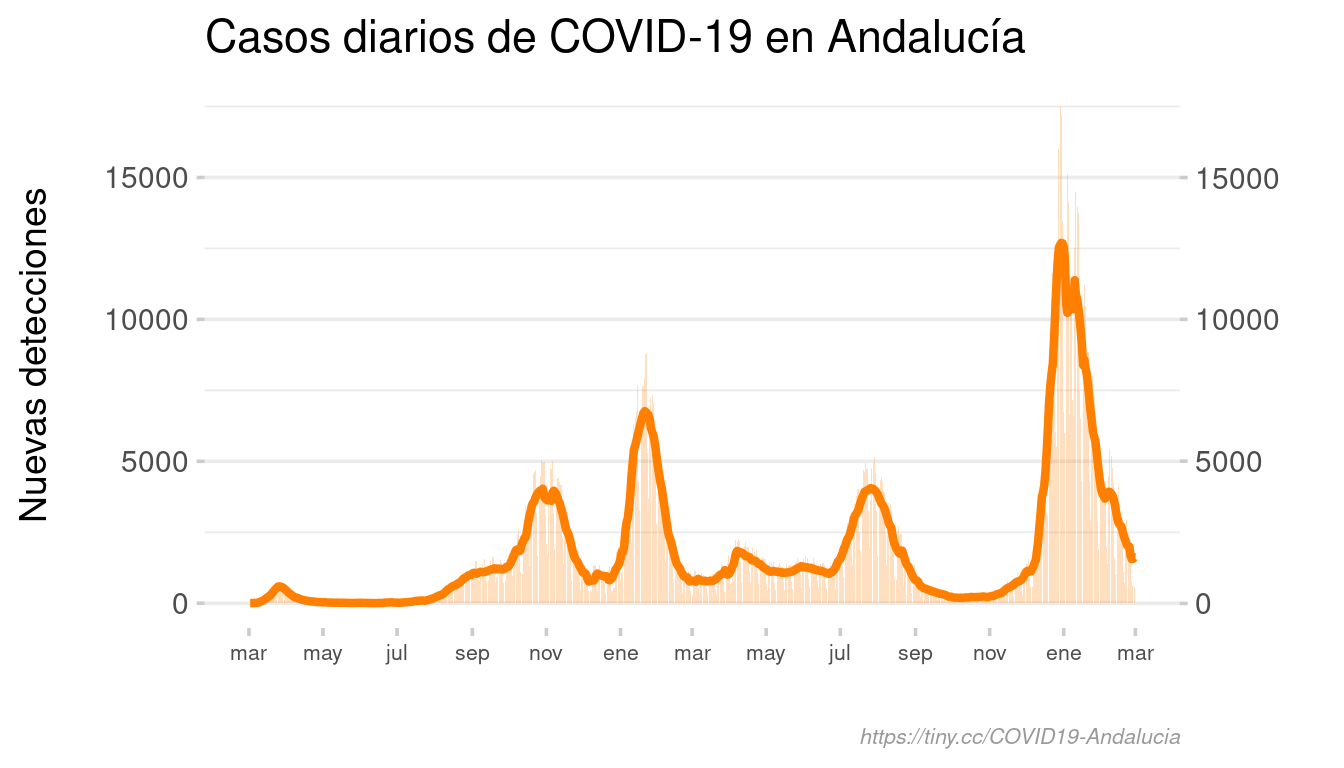 Casos diarios de COVID-19 en Andalucía
Nuevas detecciones
15000
10000
5000
0
15000
10000
5000
0
mar may jul sep nov ene mar may jul sep nov ene mar
https://tiny.cc/COVID19-Andalucia